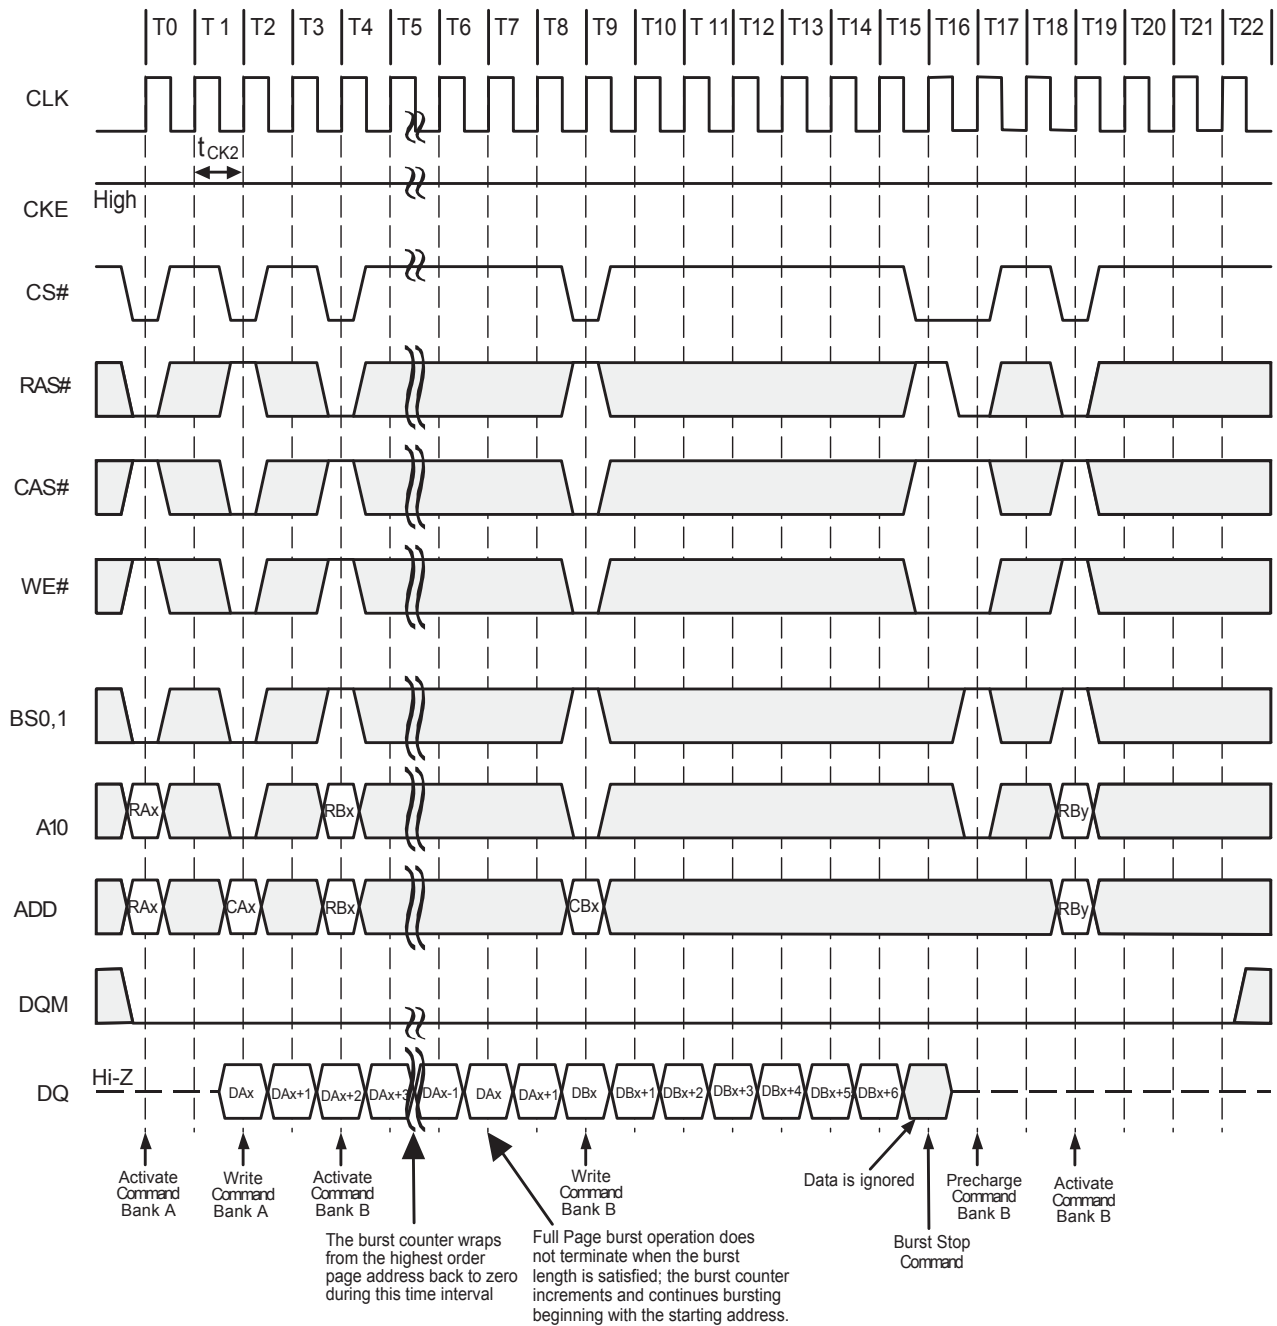 T0 T 1 T2 T3 T4 T5 T6 T7 T8 T9 T10 T 11 T12 T13 T14 T15 T16 T17 T18 T19 T20 T21 T22
CLK
tCK2
High
CKE
CS#
RAS#
CAS#
WE#
BS0,1
A10 RAx RBx RBy
ADD RAx CAx RBx CBx RBy
DQM
Hi-Z
DQ DAx DAx+1 DAx+2 DAx+3 DAx-1 DAx DAx+1 DBx DBx+1 DBx+2 DBx+3 DBx+4 DBx+5 DBx+6
Activate
Command
Bank A
Write
Command
Bank A
Activate
Command
Bank B
The burst counter wraps
from the highest order
page address back to zero
during this time interval
Full Page burst operation does
not terminate when the burst
length is satisfied; the burst counter
increments and continues bursting
beginning with the starting address.
Write
Command
Bank B
Data is ignored
Burst Stop
Command
Precharge
Command
Bank B
Activate
Command
Bank B